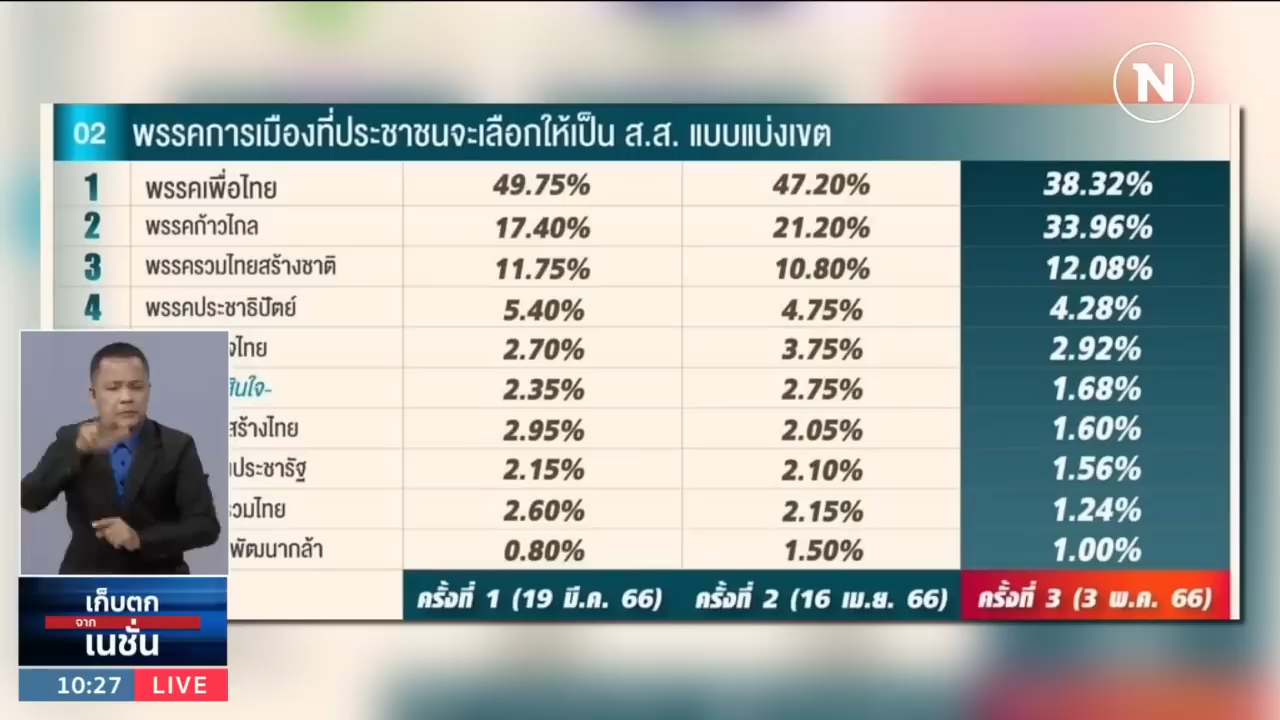 N
02 พรรคการเมืองที่ประชาชนจะเลือกให้เป็น ส.ส. แบบแบ่งเขต
1 พรรคเพื่อไทย 49.75% 47.20% 38.32%
2 พรรคก้าวไกล 17.40% 21.20% 33.96%
3 พรรครวมไทยสร้างชาติ 11.75% 10.80% 12.08%
4 พรรคประชาธิปัตย์ 5.40% 4.75% 4.28%
ไทย 2.70% 3.75% 2.92%
สินใจ- 2.35% 2.75% 1.68%
สร้างไทย 2.95% 2.05% 1.60%
ประชารัฐ 2.15% 2.10% 1.56%
รวมไทย 2.60% 2.15% 1.24%
พัฒนากล้า 0.80% 1.50% 1.00%
ครั้งที่ 1 (19 มี.ค. 66) ครั้งที่ 2 (16 เม.ย. 66) ครั้งที่ 3 (3 พ.ค. 66)
เก็บตก
จาก
เนชั่น
10:27 LIVE